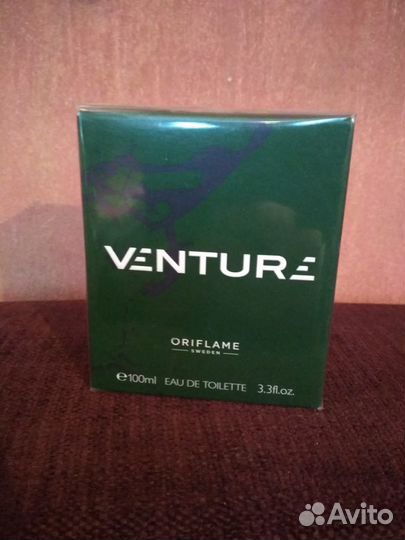 VENTURE
ORIFLAME
SWEDEN
℮100ml EAU DE TOILETTE 3.3fl.oz.
Avito